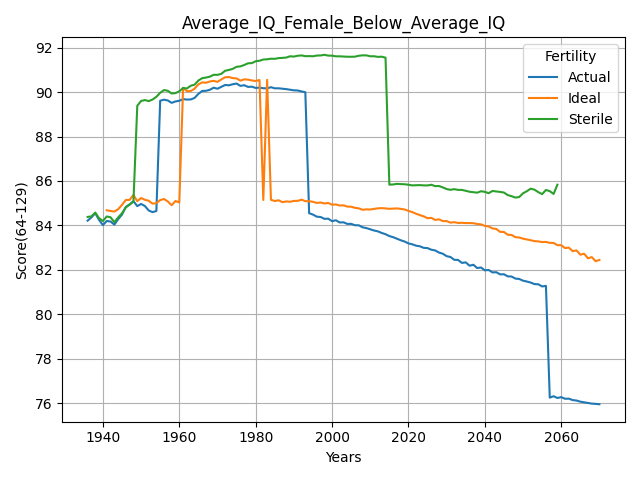 Average_IQ_Female_Below_Average_IQ
Fertility
Actual
Ideal
Sterile
Score(64-129)
92
90
88
86
84
82
80
78
76
1940
1960
1980
2000
2020
2040
2060
Years